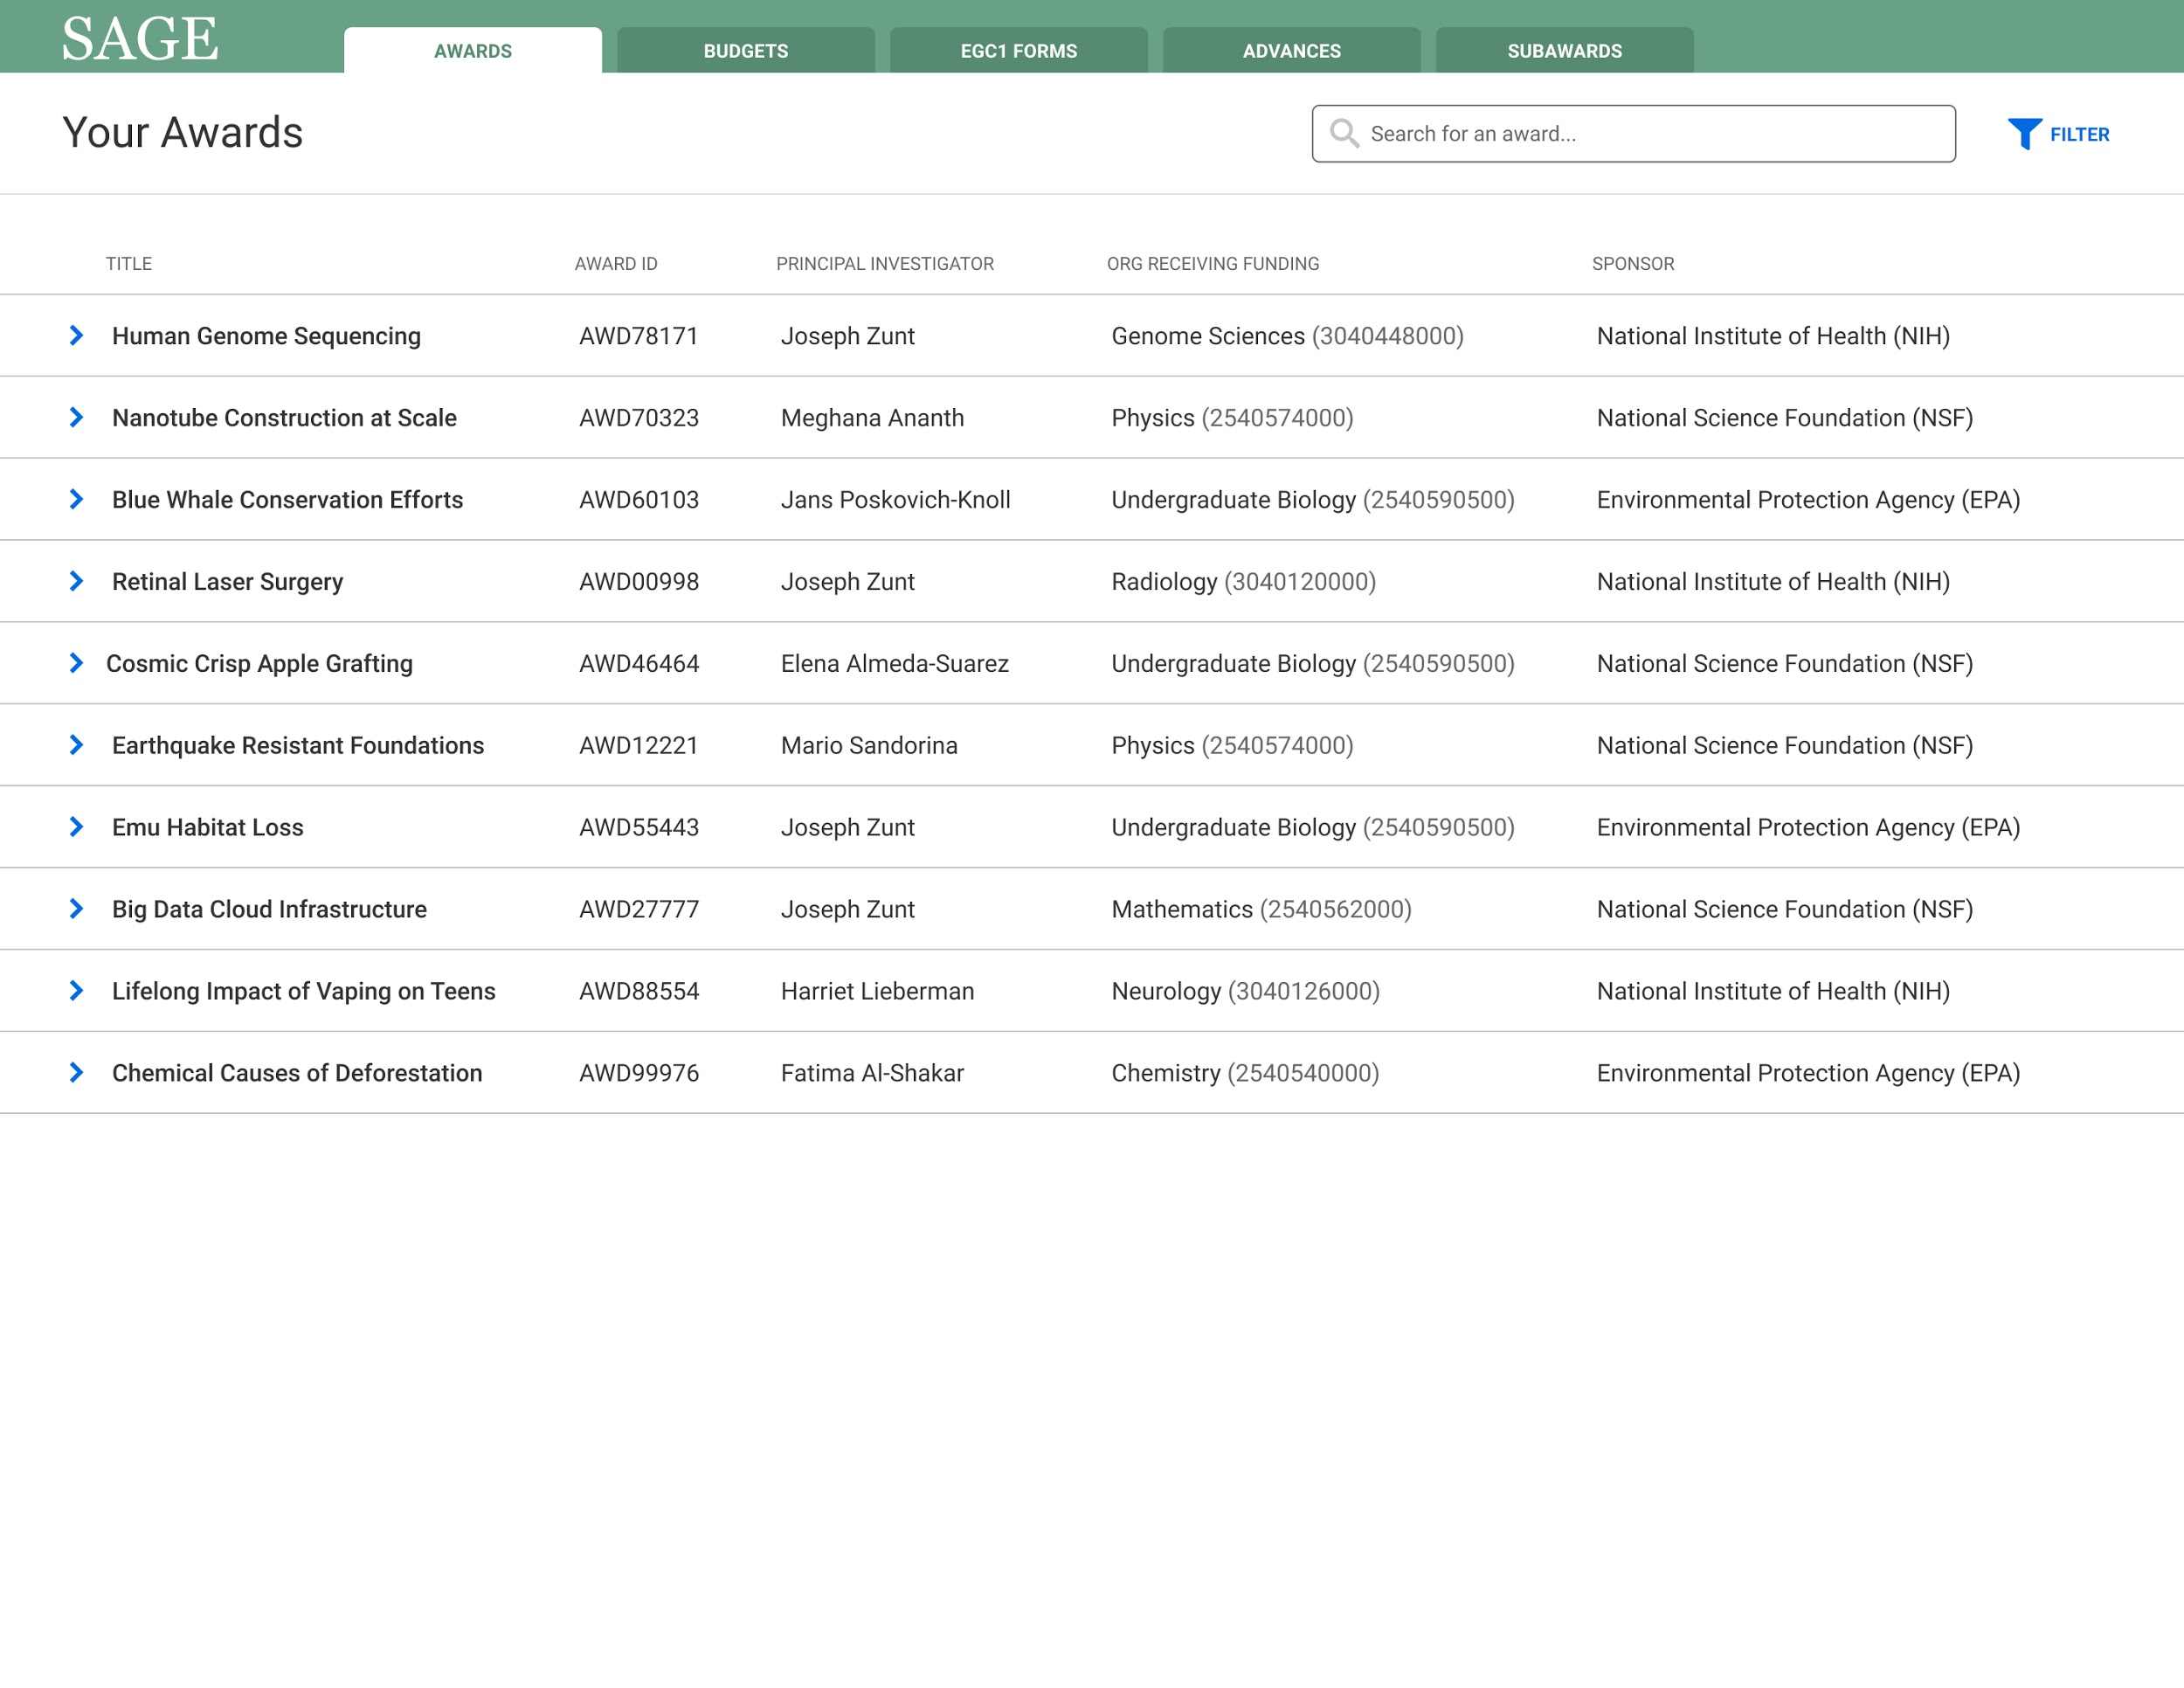 SAGE AWARDS BUDGETS EGC1 FORMS ADVANCES SUBAWARDS
Your Awards Search for an award... FILTER
TITLE AWARD ID PRINCIPAL INVESTIGATOR ORG RECEIVING FUNDING SPONSOR
Human Genome Sequencing AWD78171 Joseph Zunt Genome Sciences (3040448000) National Institute of Health (NIH)
Nanotube Construction at Scale AWD70323 Meghana Ananth Physics (2540574000) National Science Foundation (NSF)
Blue Whale Conservation Efforts AWD60103 Jans Poskovich-Knoll Undergraduate Biology (2540590500) Environmental Protection Agency (EPA)
Retinal Laser Surgery AWD00998 Joseph Zunt Radiology (3040120000) National Institute of Health (NIH)
Cosmic Crisp Apple Grafting AWD46464 Elena Almeda-Suarez Undergraduate Biology (2540590500) National Science Foundation (NSF)
Earthquake Resistant Foundations AWD12221 Mario Sandorina Physics (2540574000) National Science Foundation (NSF)
Emu Habitat Loss AWD55443 Joseph Zunt Undergraduate Biology (2540590500) Environmental Protection Agency (EPA)
Big Data Cloud Infrastructure AWD27777 Joseph Zunt Mathematics (2540562000) National Science Foundation (NSF)
Lifelong Impact of Vaping on Teens AWD88554 Harriet Lieberman Neurology (3040126000) National Institute of Health (NIH)
Chemical Causes of Deforestation AWD99976 Fatima Al-Shakar Chemistry (2540540000) Environmental Protection Agency (EPA)